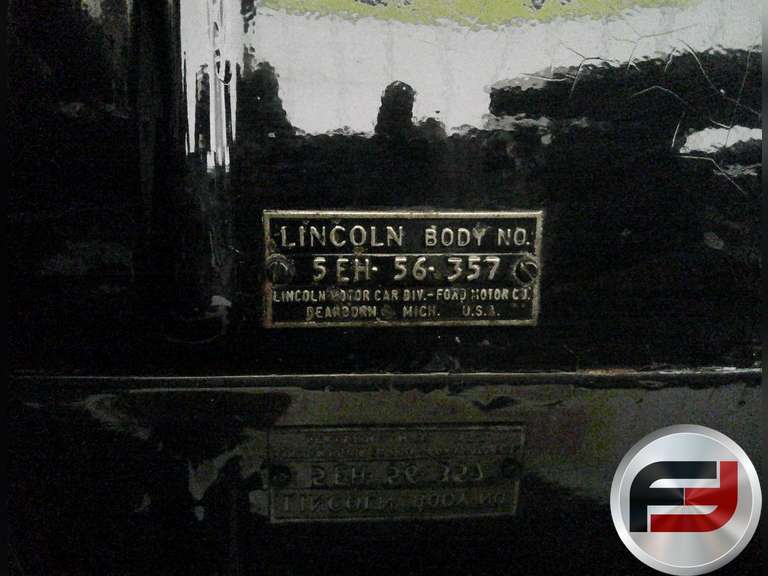 LINCOLN BODY NO.
5EH- 56-357
LINCOLN MOTOR CAR DIV.-FORD MOTOR CO.
DEARBORN MICH. U.S.A.